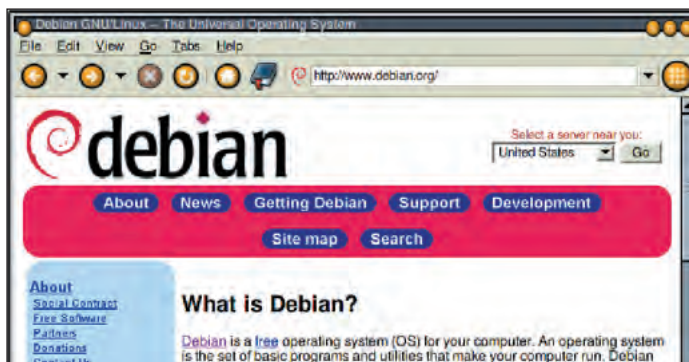 Debian GNU/Linux -- The Universal Operating System
File Edit View Go Tabs Help
http://www.debian.org/
debian
Select a server near you:
United States Go
About News Getting Debian Support Development
Site map Search
About
Social Contract
Free Software
Partners
Donations
Contact Us
What is Debian?
Debian is a free operating system (OS) for your computer. An operating system
is the set of basic programs and utilities that make your computer run. Debian